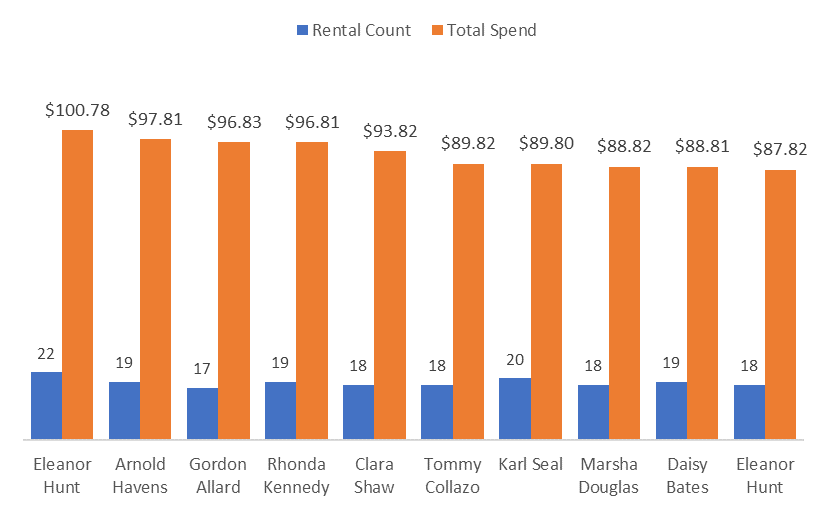 Rental Count Total Spend
$100.78 $97.81 $96.83 $96.81 $93.82 $89.82 $89.80 $88.82 $88.81 $87.82
22 19 17 19 18 18 20 18 19 18
Eleanor Arnold Gordon Rhonda Clara Tommy Karl Seal Marsha Daisy Eleanor
Hunt Havens Allard Kennedy Shaw Collazo Douglas Bates Hunt